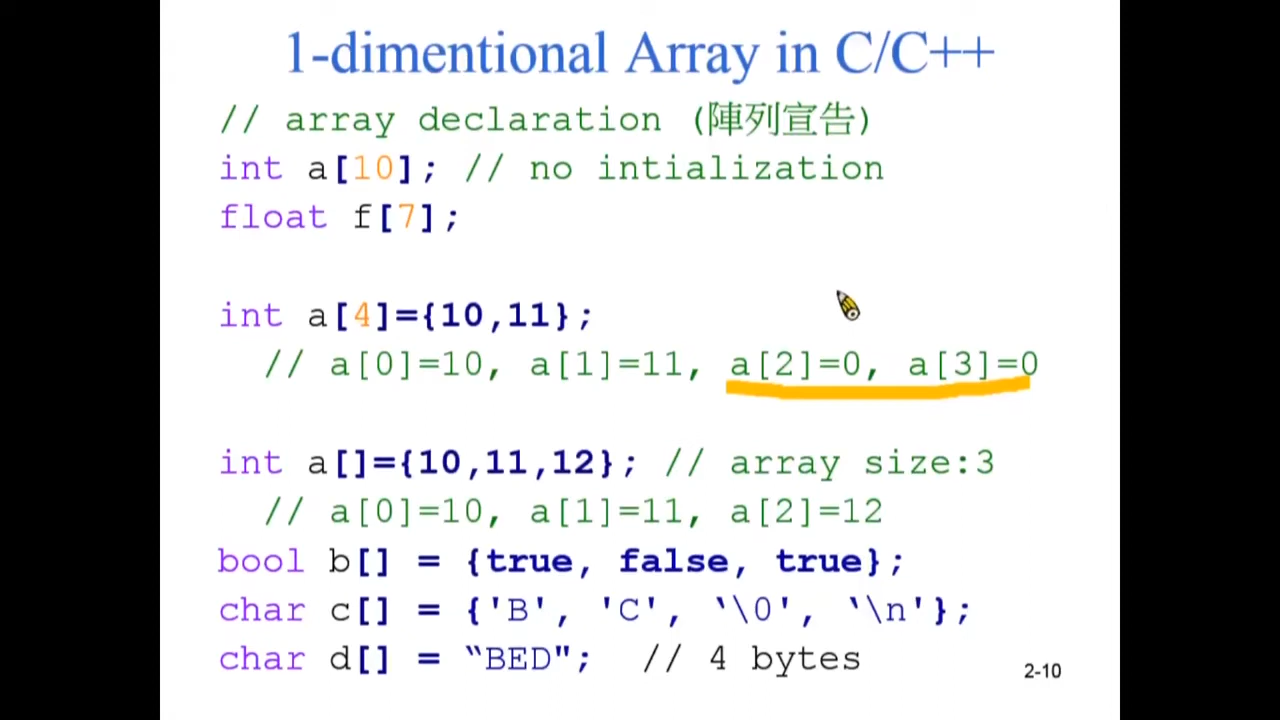 1-dimentional Array in C/C++
// array declaration (陣列宣告)
int a[10]; // no intialization
float f[7];
int a[4]={10,11};
// a[0]=10, a[1]=11, a[2]=0, a[3]=0
int a[]={10,11,12}; // array size:3
// a[0]=10, a[1]=11, a[2]=12
bool b[] = {true, false, true};
char c[] = {'B', 'C', ‘\0', ‘\n'};
char d[] = “BED"; // 4 bytes
2-10